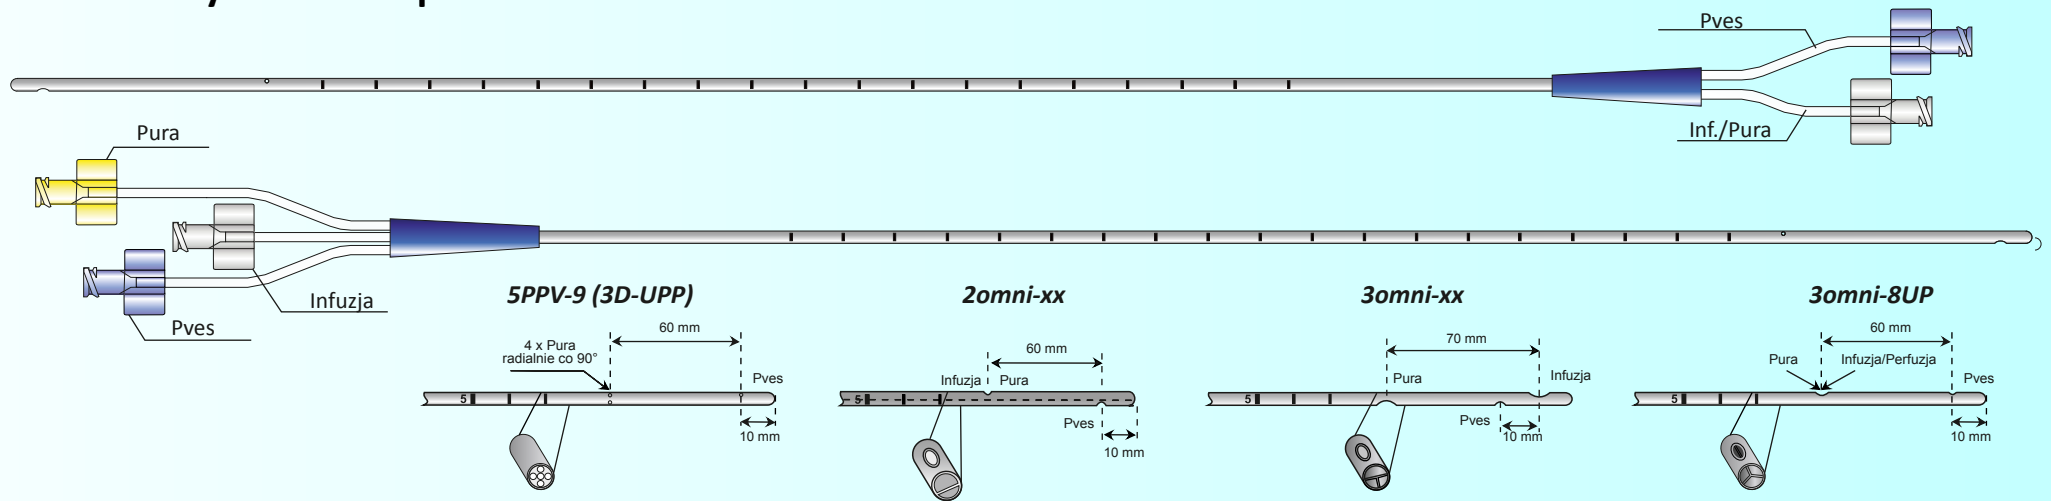 Pves
Inf./Pura
Pura
Infuzja
Pves
5PPV-9 (3D-UPP)
60 mm
4 x Pura
radialnie co 90°
Pves
5
10 mm
2omni-xx
60 mm
Infuzja
Pura
5
Pves
10 mm
3omni-xx
70 mm
Pura
Infuzja
5
Pves
10 mm
3omni-8UP
60 mm
Pura
Infuzja/Perfuzja
Pves
5
10 mm